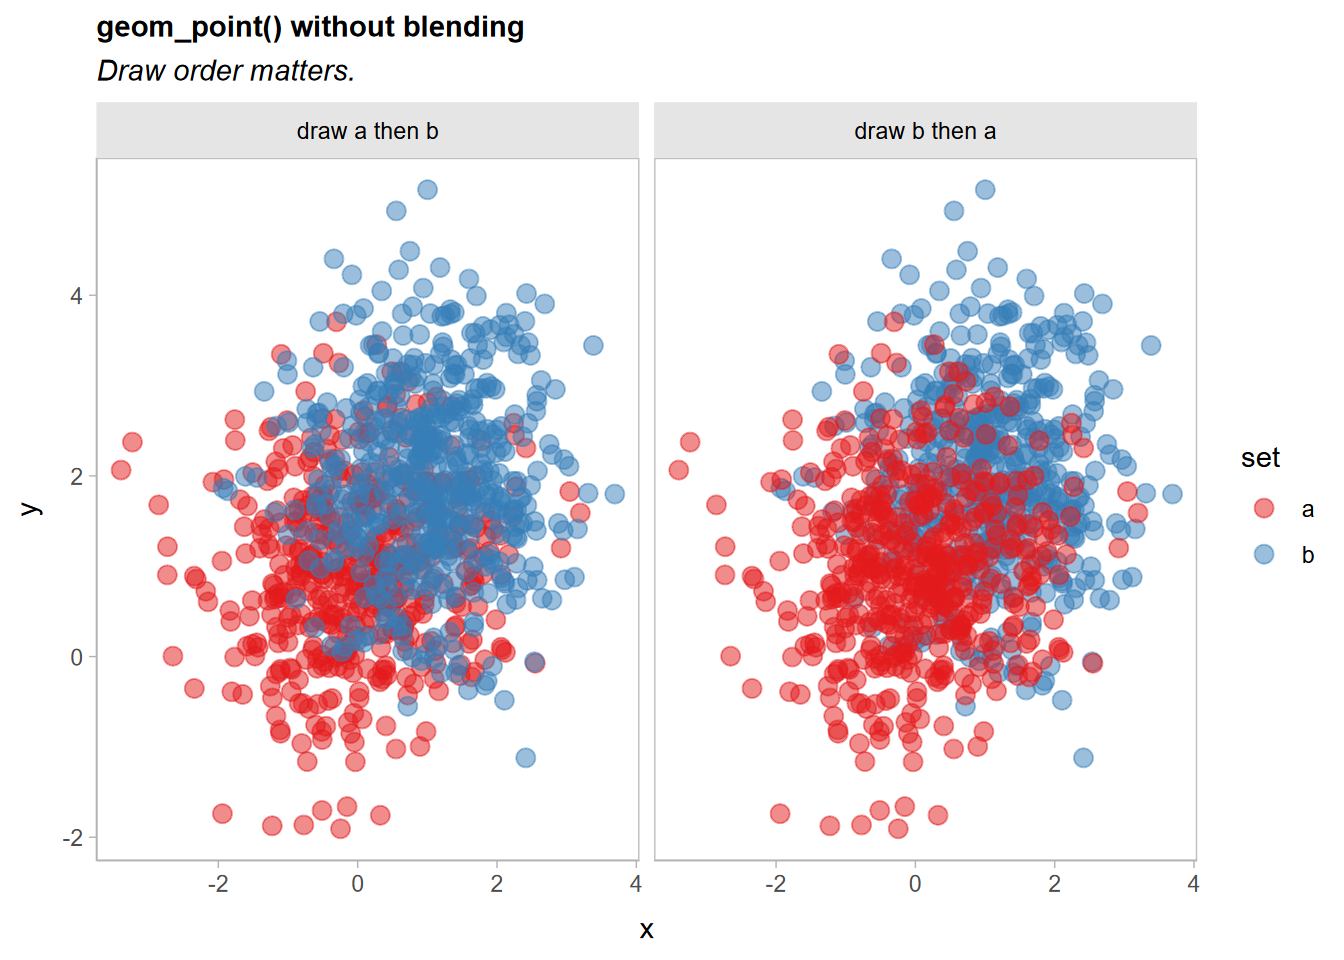 geom_point() without blending
Draw order matters.
draw a then b
draw b then a
y
4
2
0
-2
-2 0 2 4
-2 0 2 4
x
set
a
b